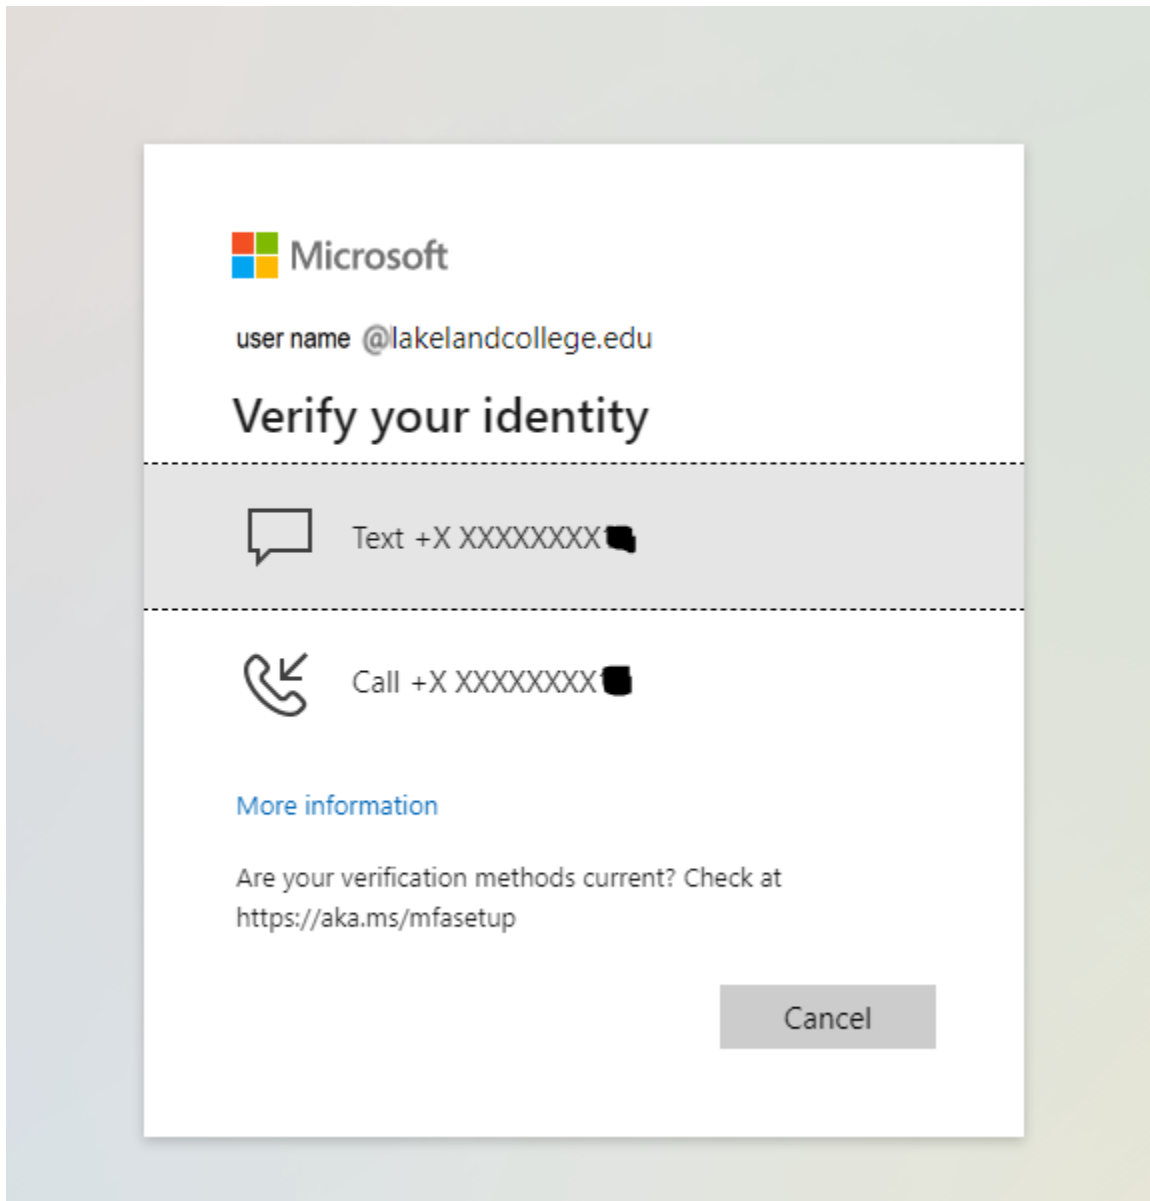 Microsoft
user name @lakelandcollege.edu
Verify your identity
Text +X XXXXXXXX
Call +X XXXXXXXX
More information
Are your verification methods current? Check at
https://aka.ms/mfasetup
Cancel